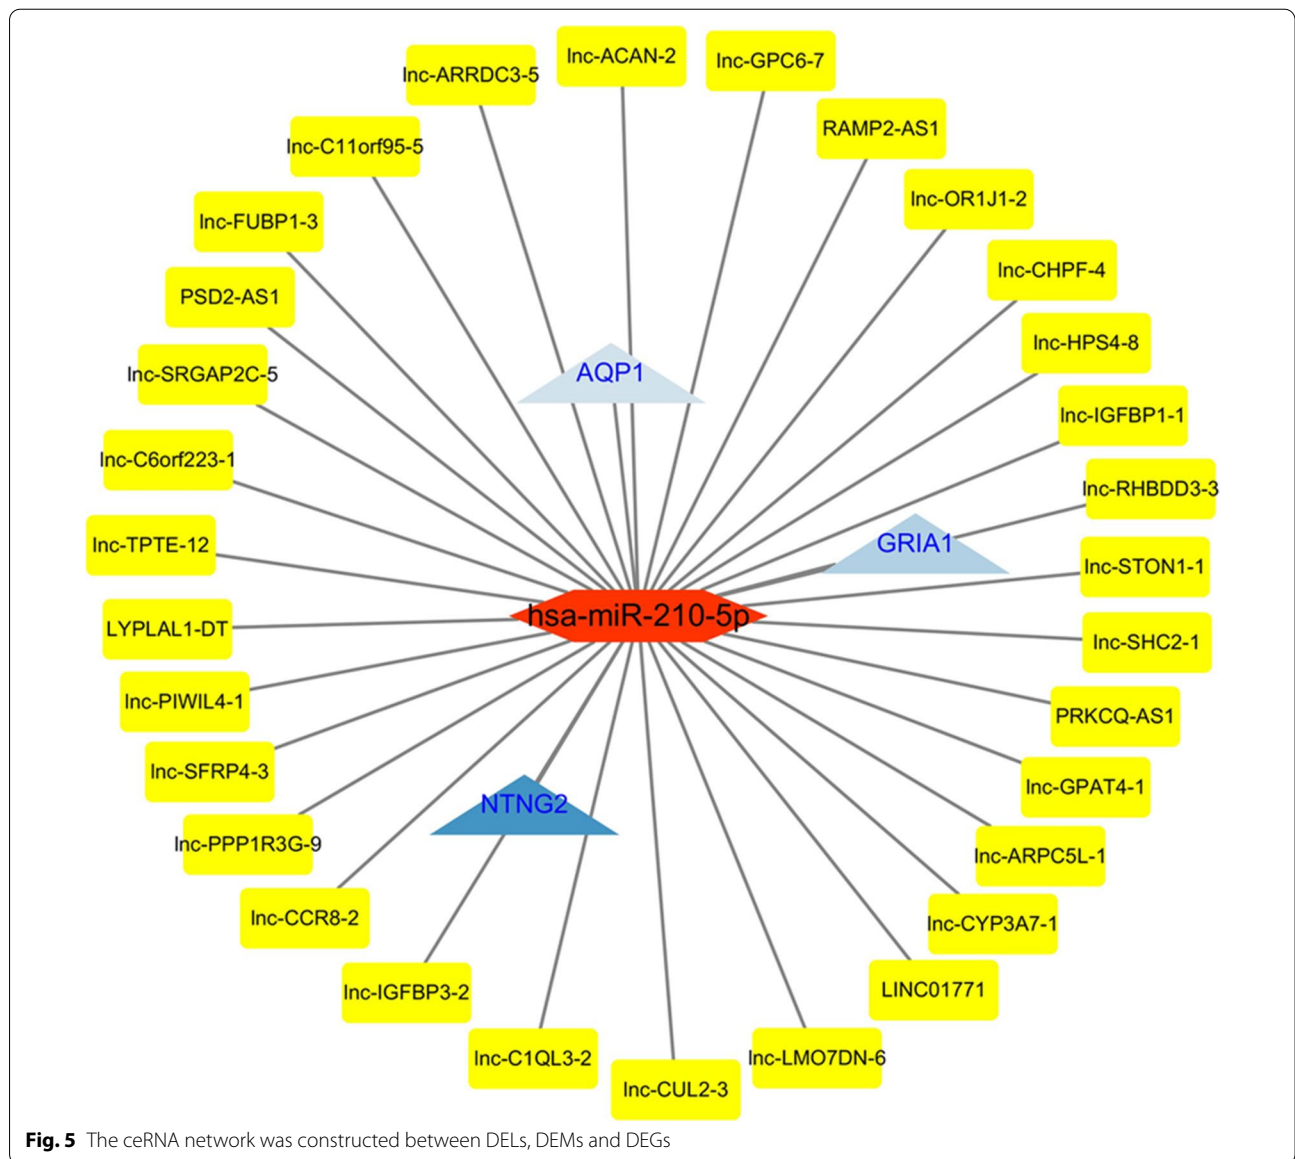 lnc-ACAN-2
lnc-GPC6-7
lnc-ARRDC3-5
RAMP2-AS1
lnc-C11orf95-5
lnc-OR1J1-2
lnc-FUBP1-3
lnc-CHPF-4
PSD2-AS1
lnc-HPS4-8
AQP1
lnc-SRGAP2C-5
lnc-IGFBP1-1
lnc-C6orf223-1
lnc-RHBDD3-3
lnc-TPTE-12
GRIA1
lnc-STON1-1
hsa-miR-210-5p
LYPLAL1-DT
lnc-SHC2-1
lnc-PIWIL4-1
PRKCQ-AS1
lnc-SFRP4-3
lnc-GPAT4-1
NTNG2
lnc-PPP1R3G-9
lnc-ARPC5L-1
lnc-CCR8-2
lnc-CYP3A7-1
lnc-IGFBP3-2
LINC01771
lnc-C1QL3-2
lnc-LMO7DN-6
lnc-CUL2-3
Fig. 5 The ceRNA network was constructed between DELs, DEMs and DEGs